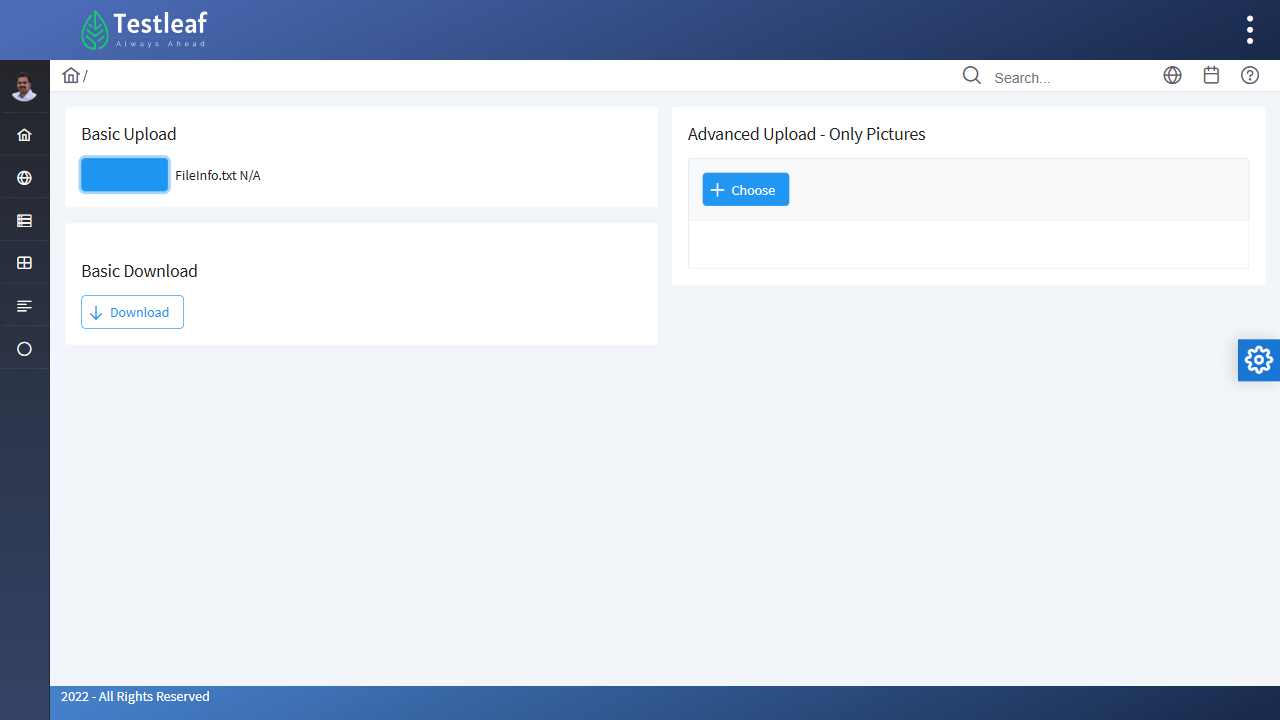 Testleaf
Always Ahead
/
Search...
Basic Upload
FileInfo.txt N/A
Basic Download
Download
Advanced Upload - Only Pictures
Choose
2022 - All Rights Reserved